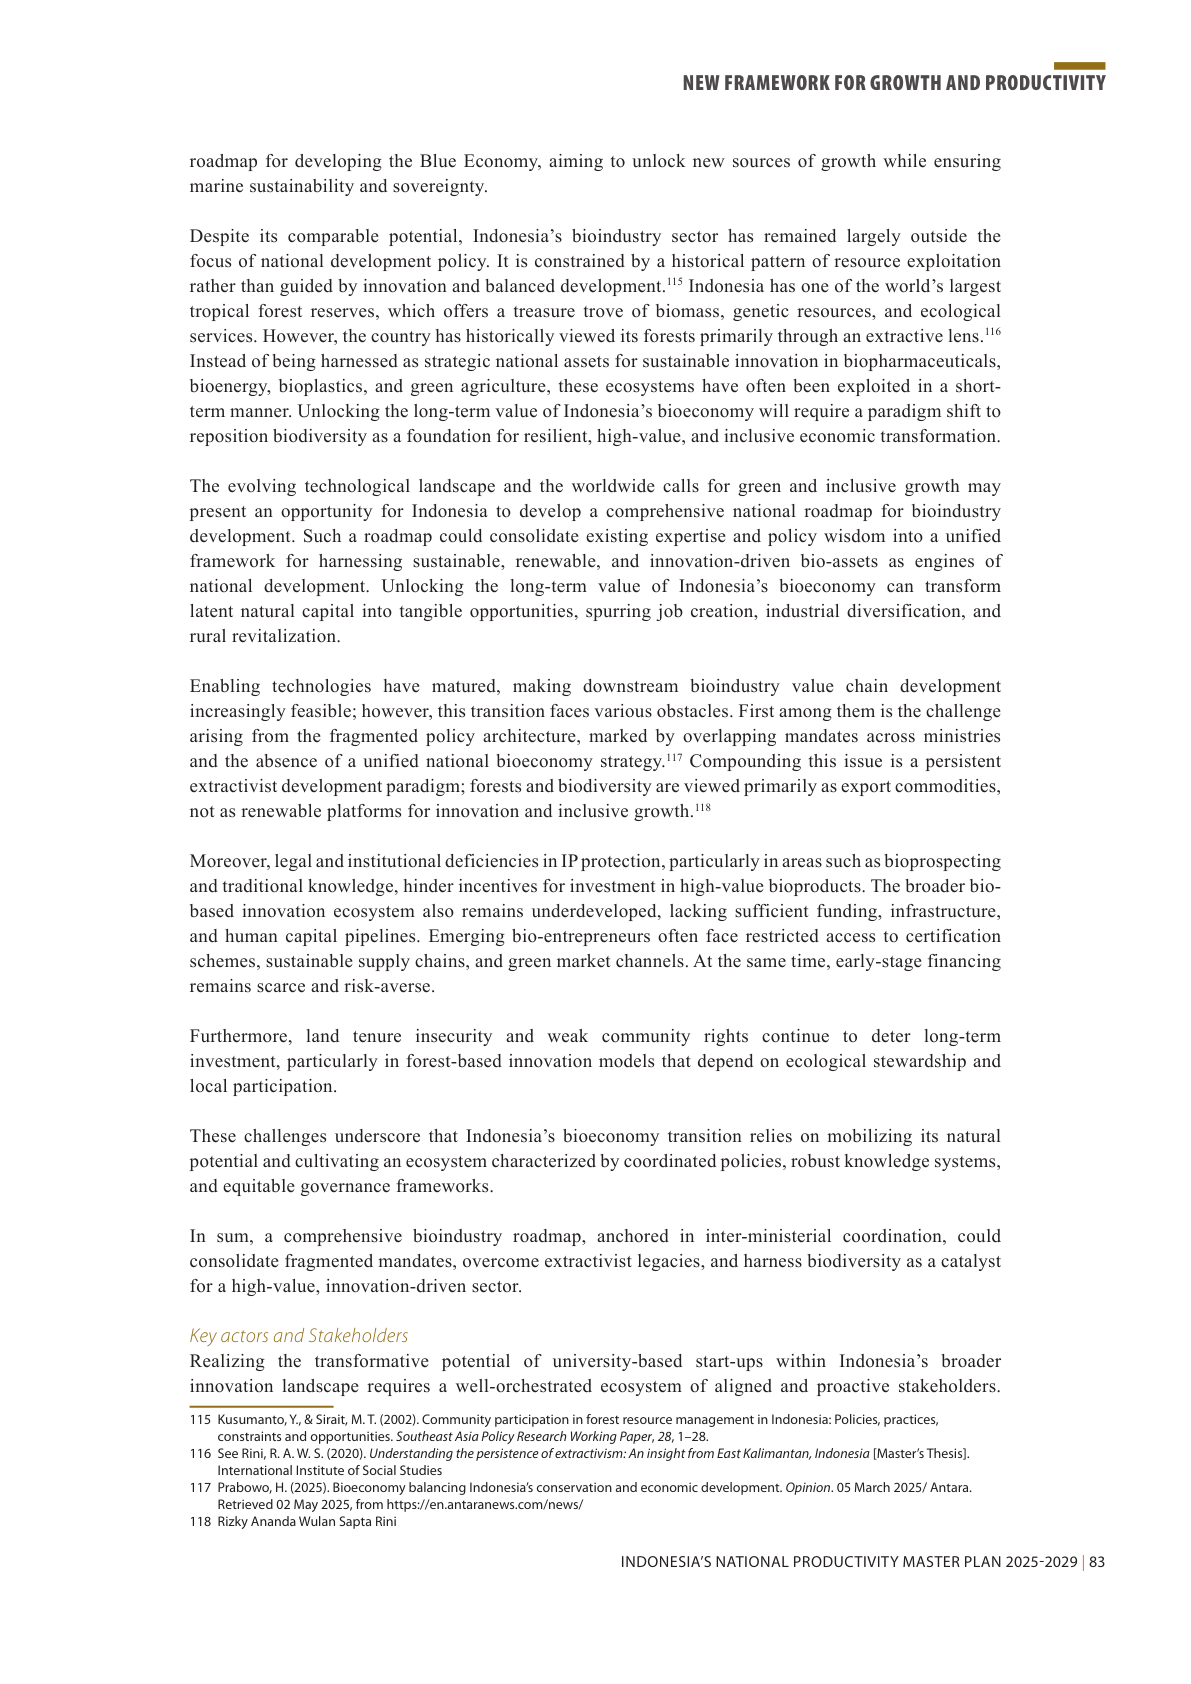 NEW FRAMEWORK FOR GROWTH AND PRODUCTIVITY
roadmap for developing the Blue Economy, aiming to unlock new sources of growth while ensuring
marine sustainability and sovereignty.
Despite its comparable potential, Indonesia’s bioindustry sector has remained largely outside the
focus of national development policy. It is constrained by a historical pattern of resource exploitation
rather than guided by innovation and balanced development.115 Indonesia has one of the world’s largest
tropical forest reserves, which offers a treasure trove of biomass, genetic resources, and ecological
services. However, the country has historically viewed its forests primarily through an extractive lens.116
Instead of being harnessed as strategic national assets for sustainable innovation in biopharmaceuticals,
bioenergy, bioplastics, and green agriculture, these ecosystems have often been exploited in a short-
term manner. Unlocking the long-term value of Indonesia’s bioeconomy will require a paradigm shift to
reposition biodiversity as a foundation for resilient, high-value, and inclusive economic transformation.
The evolving technological landscape and the worldwide calls for green and inclusive growth may
present an opportunity for Indonesia to develop a comprehensive national roadmap for bioindustry
development. Such a roadmap could consolidate existing expertise and policy wisdom into a unified
framework for harnessing sustainable, renewable, and innovation-driven bio-assets as engines of
national development. Unlocking the long-term value of Indonesia’s bioeconomy can transform
latent natural capital into tangible opportunities, spurring job creation, industrial diversification, and
rural revitalization.
Enabling technologies have matured, making downstream bioindustry value chain development
increasingly feasible; however, this transition faces various obstacles. First among them is the challenge
arising from the fragmented policy architecture, marked by overlapping mandates across ministries
and the absence of a unified national bioeconomy strategy.117 Compounding this issue is a persistent
extractivist development paradigm; forests and biodiversity are viewed primarily as export commodities,
not as renewable platforms for innovation and inclusive growth.118
Moreover, legal and institutional deficiencies in IP protection, particularly in areas such as bioprospecting
and traditional knowledge, hinder incentives for investment in high-value bioproducts. The broader bio-
based innovation ecosystem also remains underdeveloped, lacking sufficient funding, infrastructure,
and human capital pipelines. Emerging bio-entrepreneurs often face restricted access to certification
schemes, sustainable supply chains, and green market channels. At the same time, early-stage financing
remains scarce and risk-averse.
Furthermore, land tenure insecurity and weak community rights continue to deter long-term
investment, particularly in forest-based innovation models that depend on ecological stewardship and
local participation.
These challenges underscore that Indonesia’s bioeconomy transition relies on mobilizing its natural
potential and cultivating an ecosystem characterized by coordinated policies, robust knowledge systems,
and equitable governance frameworks.
In sum, a comprehensive bioindustry roadmap, anchored in inter-ministerial coordination, could
consolidate fragmented mandates, overcome extractivist legacies, and harness biodiversity as a catalyst
for a high-value, innovation-driven sector.
Key actors and Stakeholders
Realizing the transformative potential of university-based start-ups within Indonesia’s broader
innovation landscape requires a well-orchestrated ecosystem of aligned and proactive stakeholders.
115 Kusumanto, Y., & Sirait, M. T. (2002). Community participation in forest resource management in Indonesia: Policies, practices,
constraints and opportunities. Southeast Asia Policy Research Working Paper, 28, 1–28.
116 See Rini, R. A. W. S. (2020). Understanding the persistence of extractivism: An insight from East Kalimantan, Indonesia [Master’s Thesis].
International Institute of Social Studies
117 Prabowo, H. (2025). Bioeconomy balancing Indonesia’s conservation and economic development. Opinion. 05 March 2025/ Antara.
Retrieved 02 May 2025, from https://en.antaranews.com/news/
118 Rizky Ananda Wulan Sapta Rini
INDONESIA’S NATIONAL PRODUCTIVITY MASTER PLAN 2025-2029 | 83